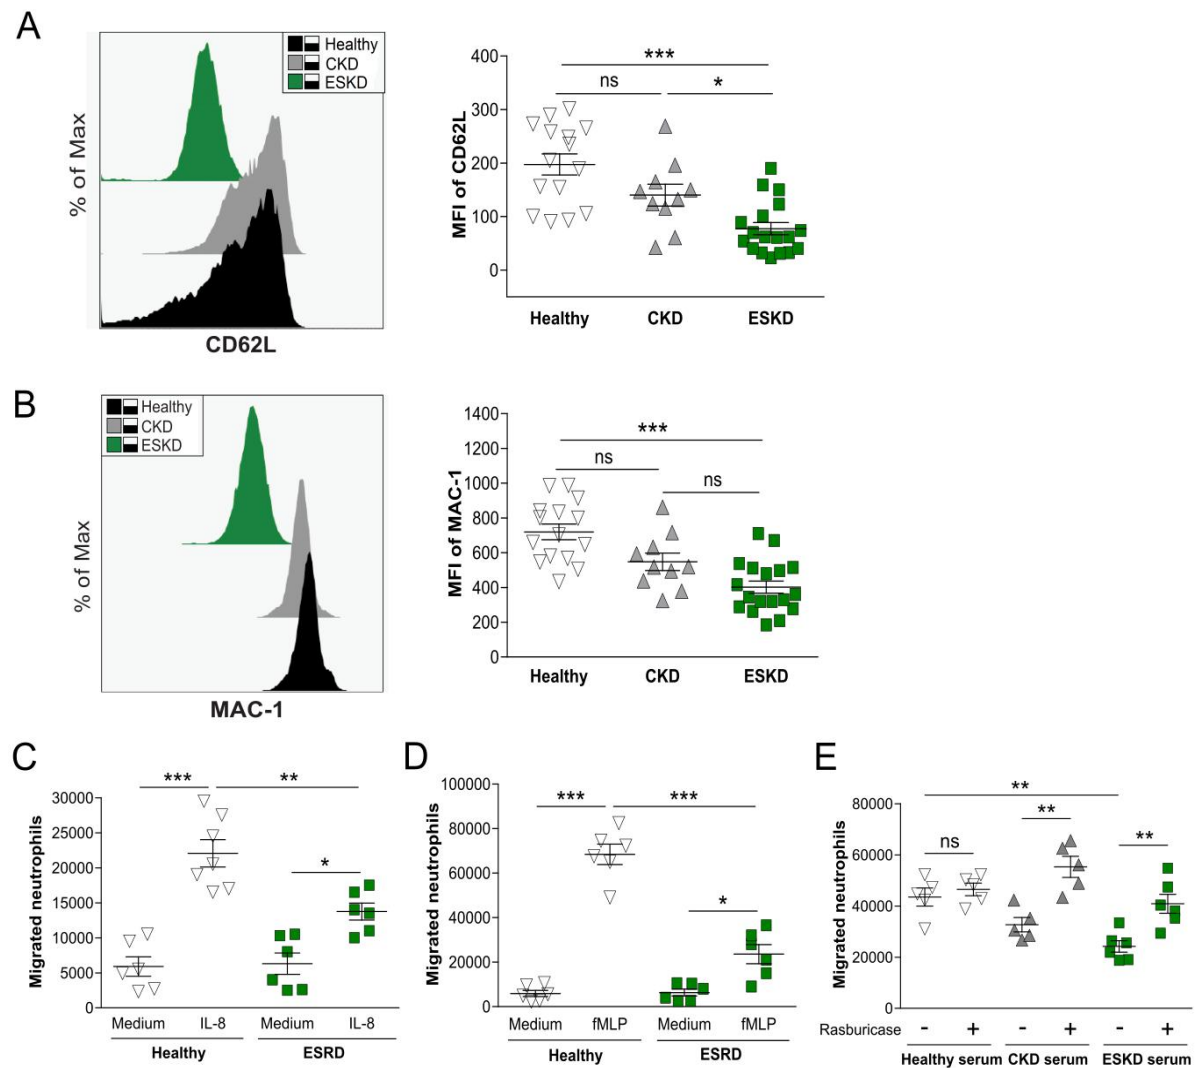 A
Healthy
CKD
ESKD
% of Max
CD62L
MFI of CD62L
400
300
200
100
0
***
ns
*
Healthy CKD ESKD
B
Healthy
CKD
ESKD
% of Max
MAC-1
MFI of MAC-1
1400
1200
1000
800
600
400
200
0
***
ns
ns
Healthy CKD ESKD
C
Migrated neutrophils
30000
25000
20000
15000
10000
5000
0
*** **
*
Medium IL-8 Medium IL-8
Healthy ESRD
D
Migrated neutrophils
100000
80000
60000
40000
20000
0
*** ***
*
Medium fMLP Medium fMLP
Healthy ESRD
E
Migrated neutrophils
80000
60000
40000
20000
0
**
ns ** **
Rasburicase - + - + - +
Healthy serum CKD serum ESKD serum